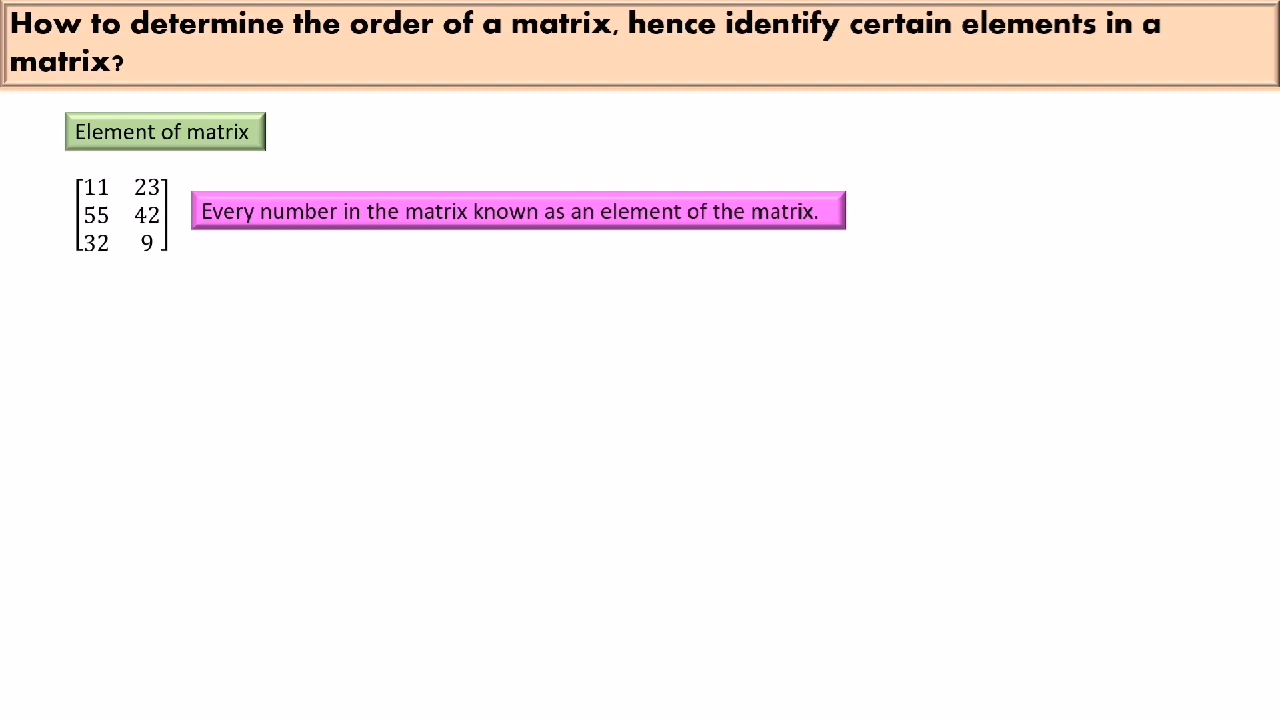 How to determine the order of a matrix, hence identify certain elements in a
matrix?
Element of matrix
11 23
55 42
32 9
Every number in the matrix known as an element of the matrix.